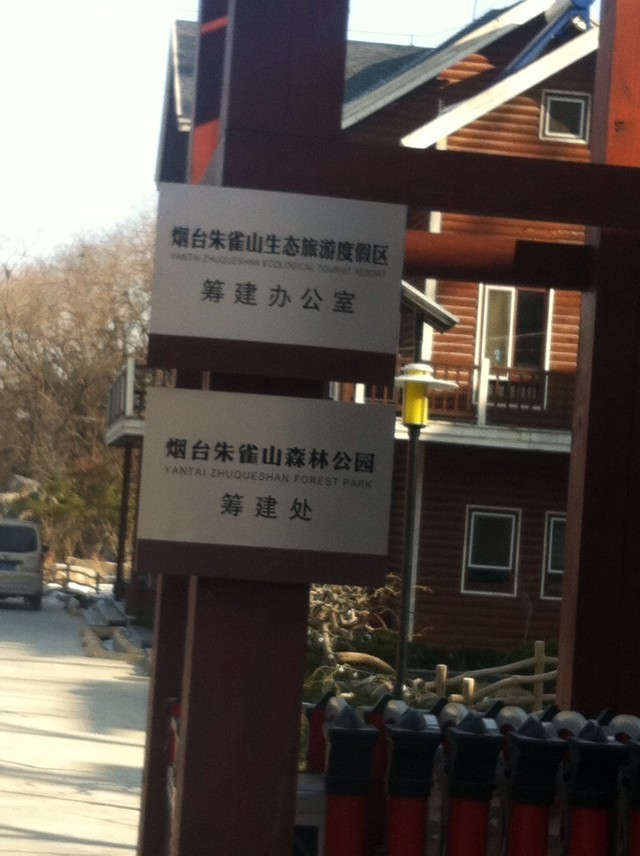 烟台朱雀山生态旅游度假区
YANTAI ZHUQUESHAN ECOLOGICAL TOURIST RESORT
筹建办公室
烟台朱雀山森林公园
YANTAI ZHUQUESHAN FOREST PARK
筹建处